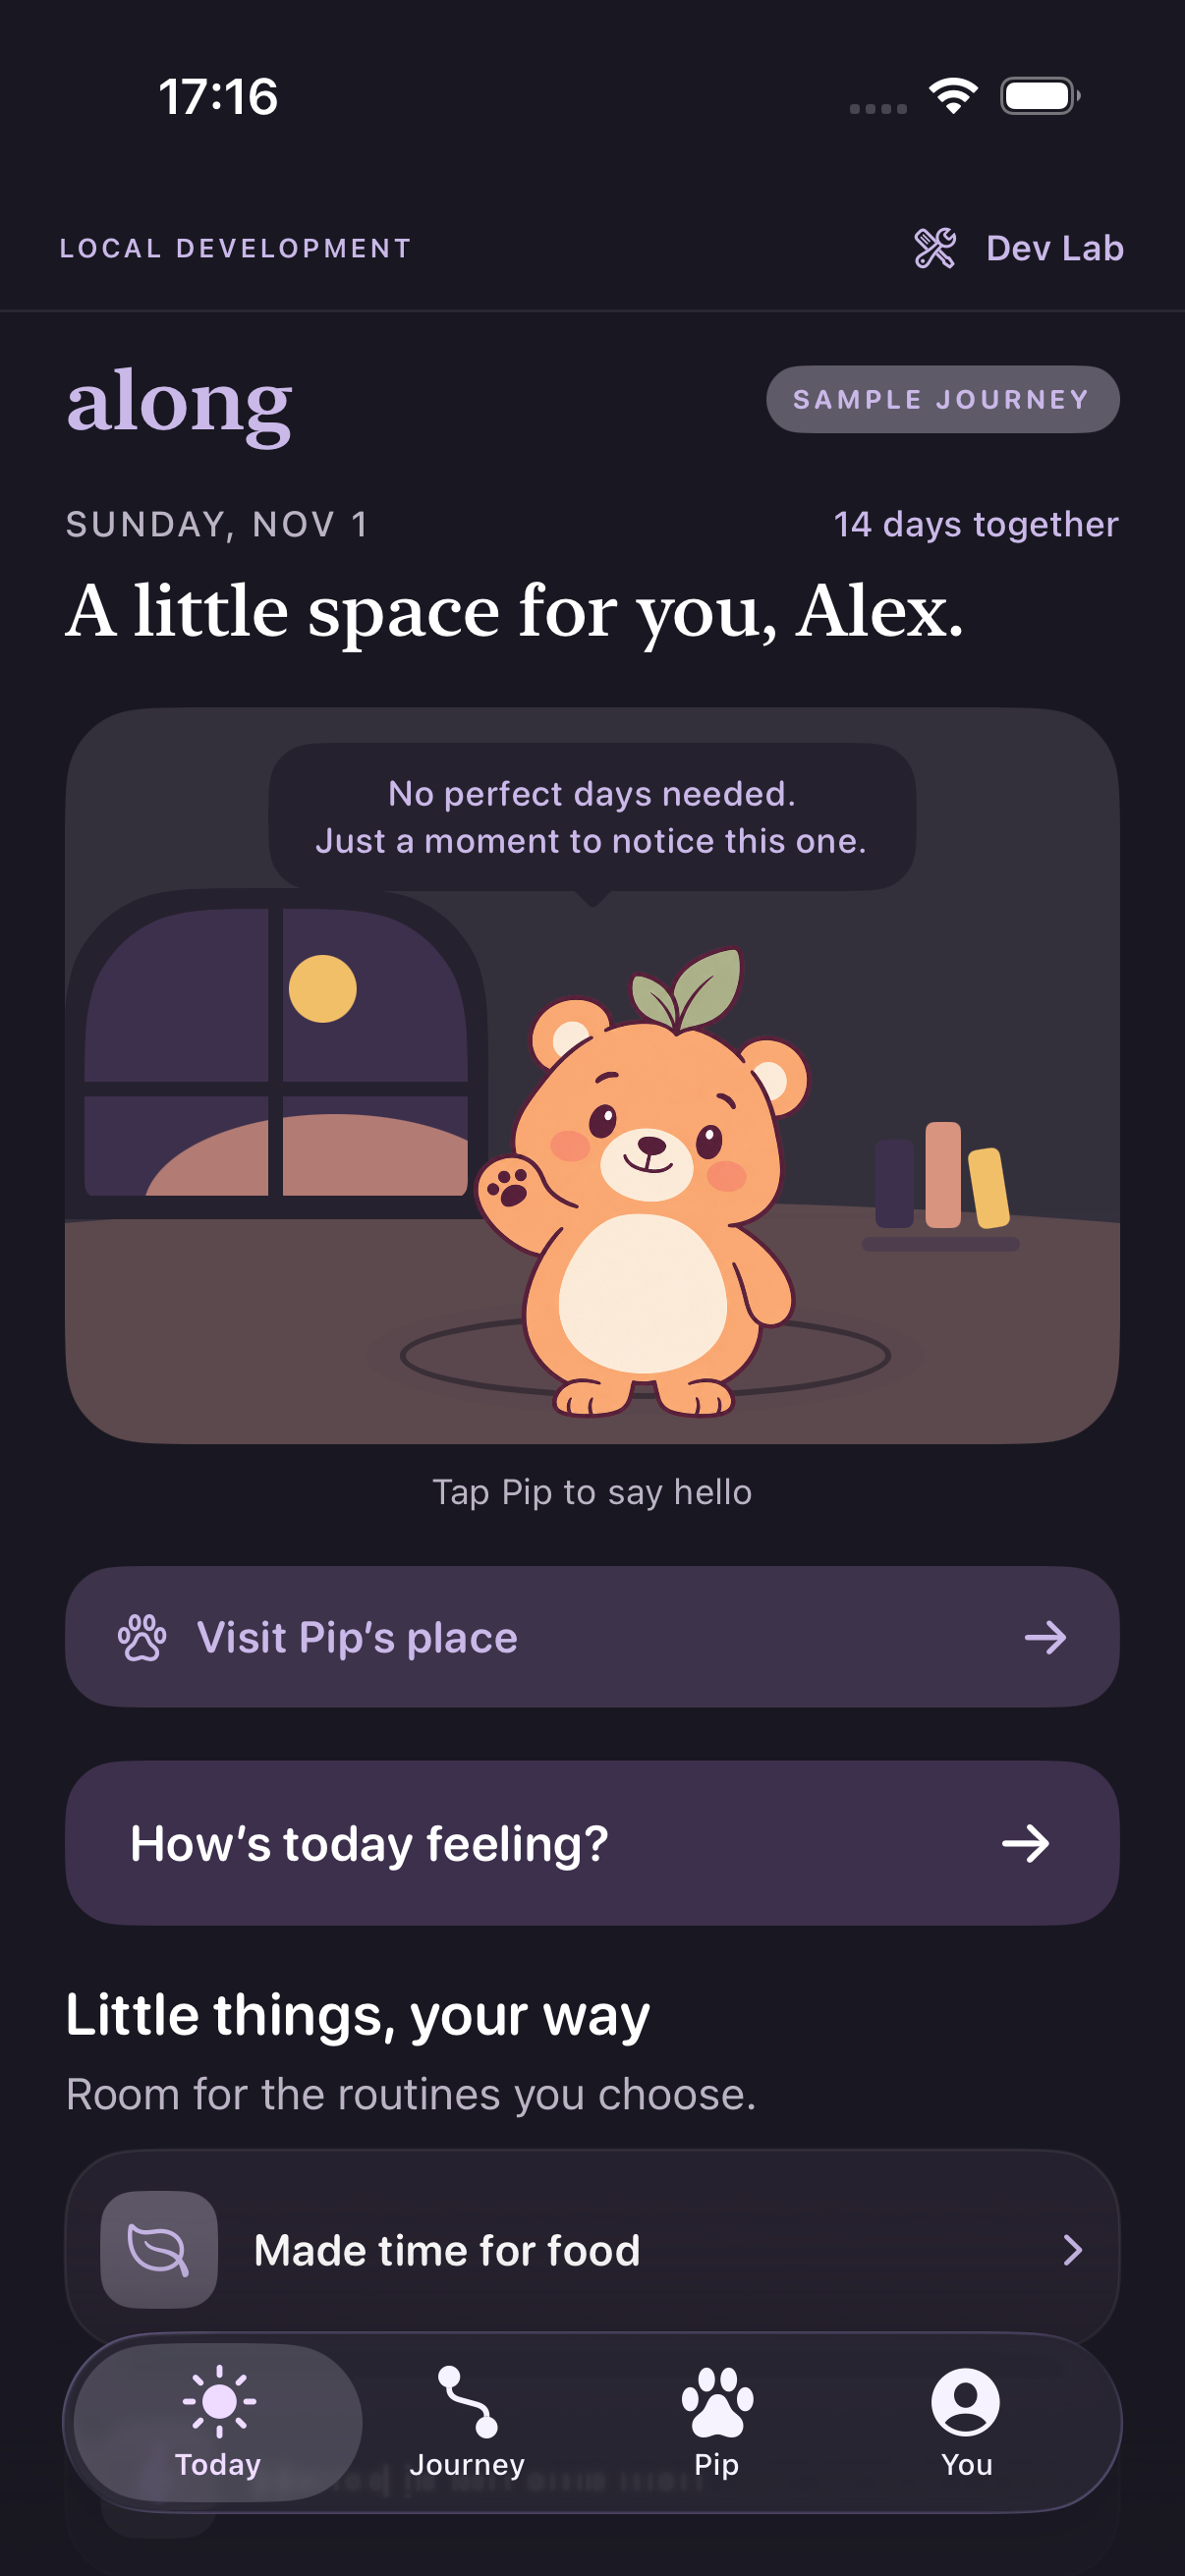 17:16
LOCAL DEVELOPMENT
Dev Lab
along
SAMPLE JOURNEY
SUNDAY, NOV 1
14 days together
A little space for you, Alex.
No perfect days needed.
Just a moment to notice this one.
Tap Pip to say hello
Visit Pip's place
How's today feeling?
Little things, your way
Room for the routines you choose.
Made time for food
Today
Journey
Pip
You